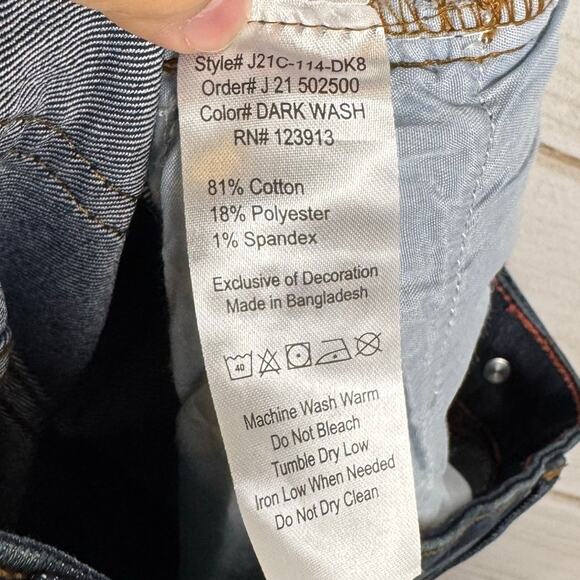 Style# J21C-114-DK8
Order# J 21 502500
Color# DARK WASH
RN# 123913
81% Cotton
18% Polyester
1% Spandex
Exclusive of Decoration
Made in Bangladesh
40
Machine Wash Warm
Do Not Bleach
Tumble Dry Low
Iron Low When Needed
Do Not Dry Clean